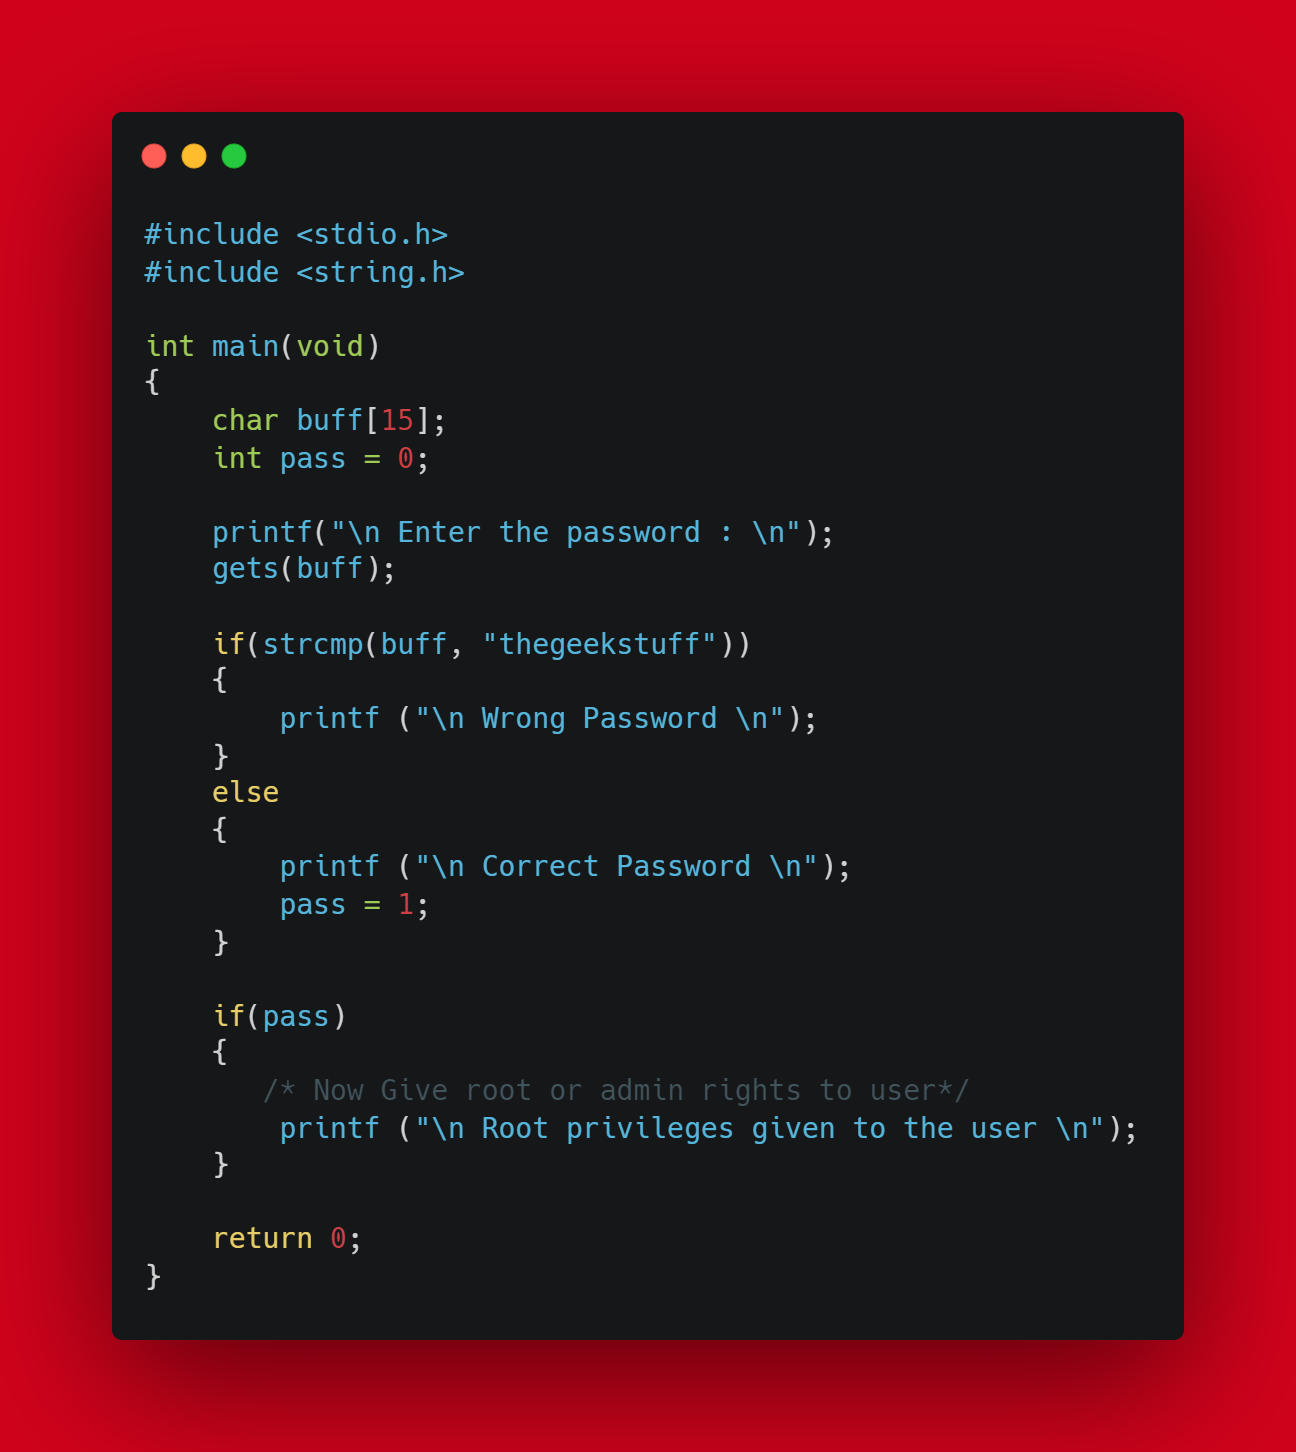 #include <stdio.h>
#include <string.h>

int main(void)
{
    char buff[15];
    int pass = 0;

    printf("\n Enter the password : \n");
    gets(buff);

    if(strcmp(buff, "thegeekstuff"))
    {
        printf ("\n Wrong Password \n");
    }
    else
    {
        printf ("\n Correct Password \n");
        pass = 1;
    }

    if(pass)
    {
       /* Now Give root or admin rights to user*/
        printf ("\n Root privileges given to the user \n");
    }

    return 0;
}